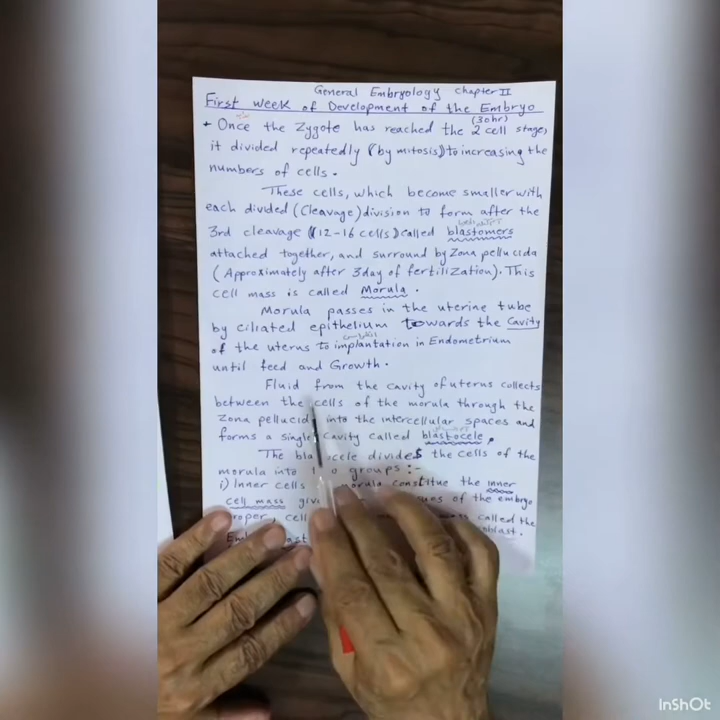 General Embryology Chapter II
First week of Development of the Embryo
(30hr)
+ Once the Zygote has reached the 2 cell stage,
it divided repeatedly (by mitosis) to increasing the
numbers of cells.
These cells, which become smaller with
each divided (Cleavage) division to form after the
3rd cleavage (12-16 cells) called blastomers
attached together, and surround by Zona pellucida
(Approximately after 3day of fertilization). This
cell mass is called Morula.
Morula passes in the uterine tube
by ciliated epithelium towards the Cavity
of the uterus to implantation in Endometrium
until feed and Growth.
Fluid from the cavity of uterus collects
between the cells of the morula through the
Zona pellucid into the intercellular spaces and
forms a single cavity called blastocele,
The bla ocele divides the cells of the
morula into groups :-
i) Inner cells morula constitue the inner
cell mass of the embryo
proper, cell called the
InShOt